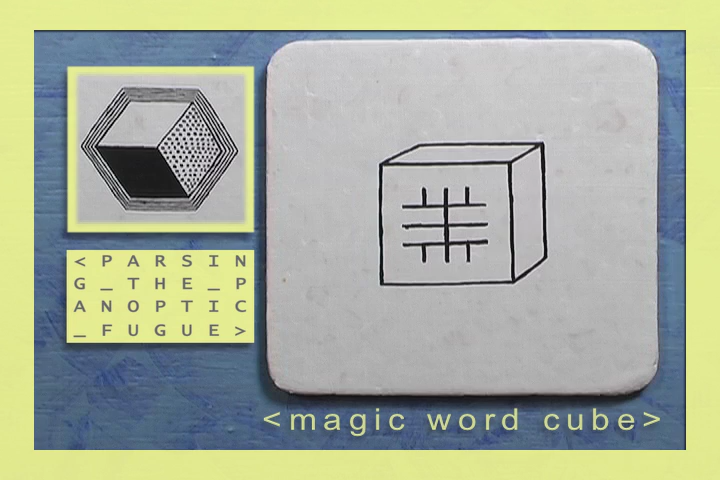 < P A R S I N
G _ T H E _ P
A N O P T I C
_ F U G U E >
<magic word cube>